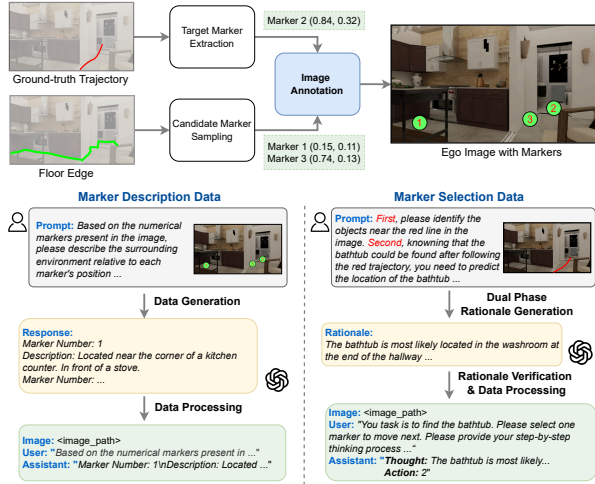 Ground-truth Trajectory
Target Marker
Extraction
Marker 2 (0.84, 0.32)
Floor Edge
Candidate Marker
Sampling
Marker 1 (0.15, 0.11)
Marker 3 (0.74, 0.13)
Image
Annotation
1
2
3
Ego Image with Markers
Marker Description Data
Prompt: Based on the numerical
markers present in the image,
please describe the surrounding
environment relative to each
marker's position ...
Data Generation
Response:
Marker Number: 1
Description: Located near the corner of a kitchen
counter. In front of a stove.
Marker Number: ...
Data Processing
Image: <image_path>
User: "Based on the numerical markers present in ..."
Assistant: "Marker Number: 1\nDescription: Located ..."
Marker Selection Data
Prompt: First, please identify the
objects near the red line in the
image. Second, knowning that the
bathtub could be found after following
the red trajectory, you need to predict
the location of the bathtub ...
Dual Phase
Rationale Generation
Rationale:
The bathtub is most likely located in the washroom at
the end of the hallway ...
Rationale Verification
& Data Processing
Image: <image_path>
User: "You task is to find the bathtub. Please select one
marker to move next. Please provide your step-by-step
thinking process ..."
Assistant: "Thought: The bathtub is most likely...
Action: 2"